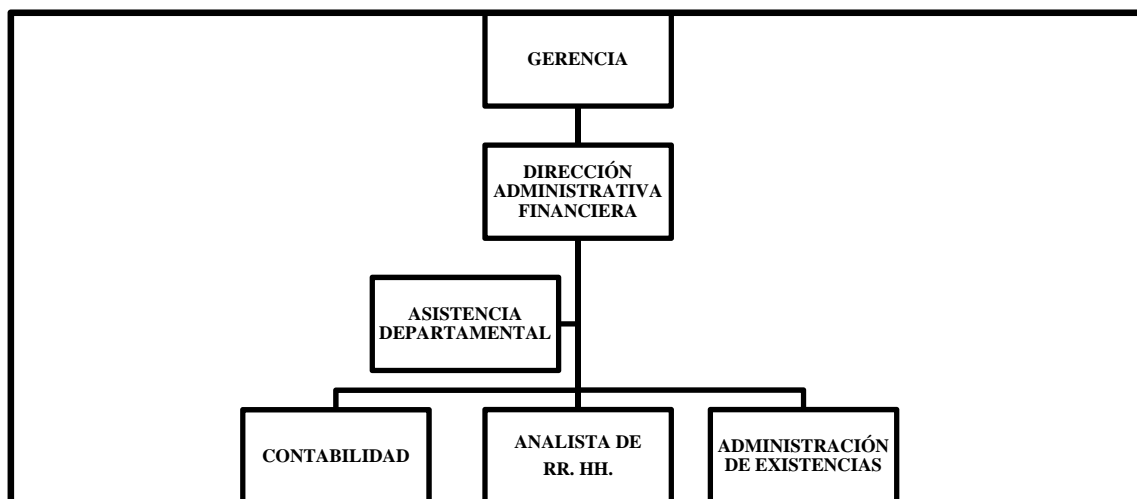 GERENCIA
DIRECCIÓN
ADMINISTRATIVA
FINANCIERA
ASISTENCIA
DEPARTAMENTAL
CONTABILIDAD
ANALISTA DE
RR. HH.
ADMINISTRACIÓN
DE EXISTENCIAS